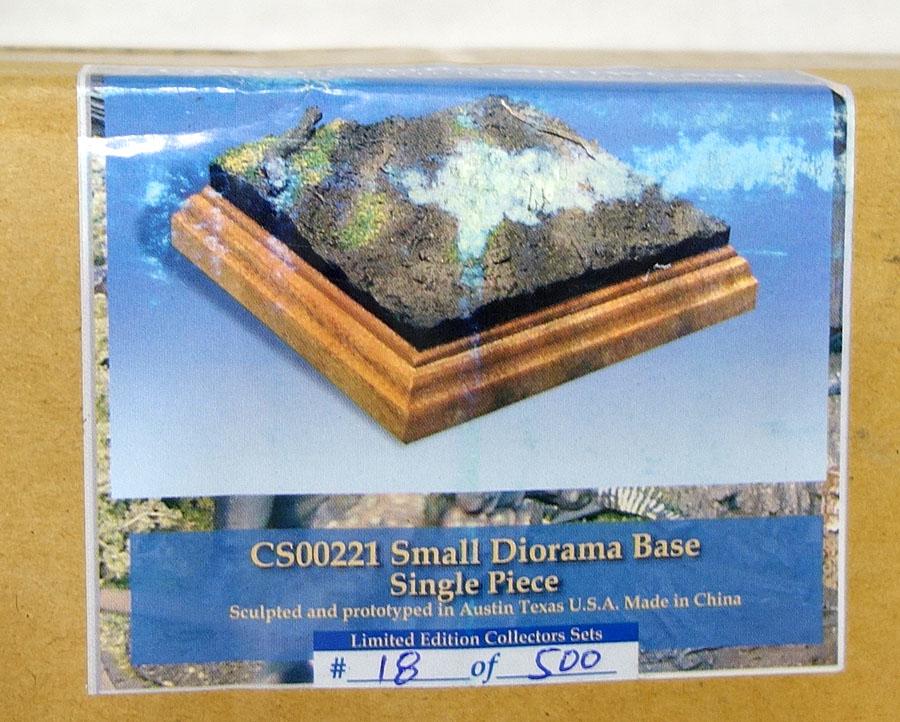 CS00221 Small Diorama Base
Single Piece
Sculpted and prototyped in Austin Texas U.S.A. Made in China
Limited Edition Collectors Sets
# 18 of 500